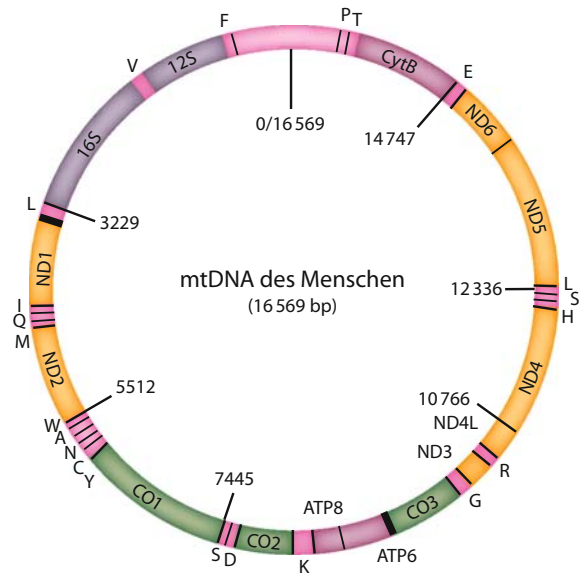 mtDNA des Menschen
(16 569 bp)
0/16 569
F
P T
CytB
E
14 747
ND6
ND5
12 336
L
S
H
ND4
10 766
ND4L
R
ND3
G
CO3
ATP6
ATP8
K
CO2
D
S
7445
CO1
Y
C
N
A
W
5512
ND2
M
Q
I
ND1
L
3229
16S
V
12S